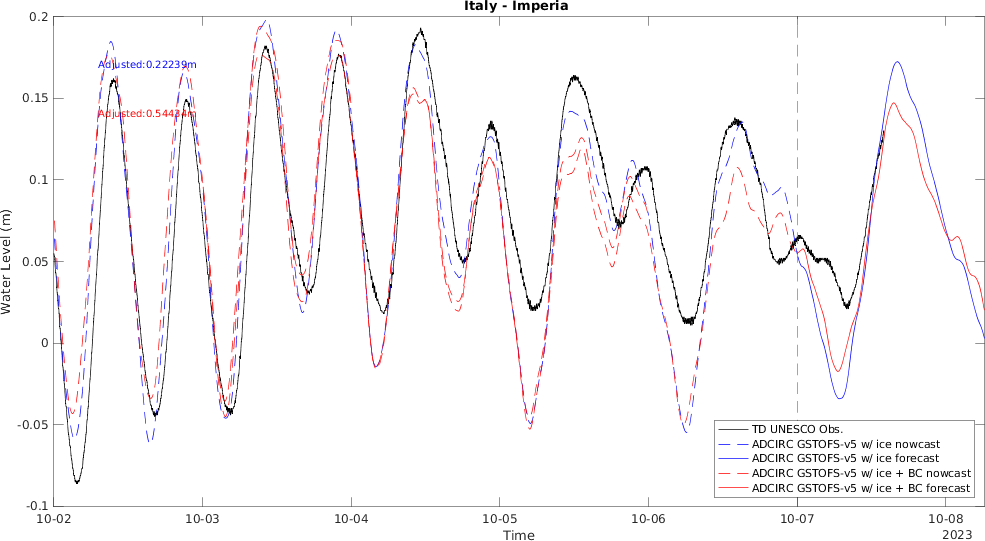 Italy - Imperia
0.2
0.15
0.1
0.05
0
-0.05
-0.1
Water Level (m)
Adjusted:0.22239m
Adjusted:0.54434m
TD UNESCO Obs.
ADCIRC GSTOFS-v5 w/ ice nowcast
ADCIRC GSTOFS-v5 w/ ice forecast
ADCIRC GSTOFS-v5 w/ ice + BC nowcast
ADCIRC GSTOFS-v5 w/ ice + BC forecast
10-02 10-03 10-04 10-05 10-06 10-07 10-08
Time 2023